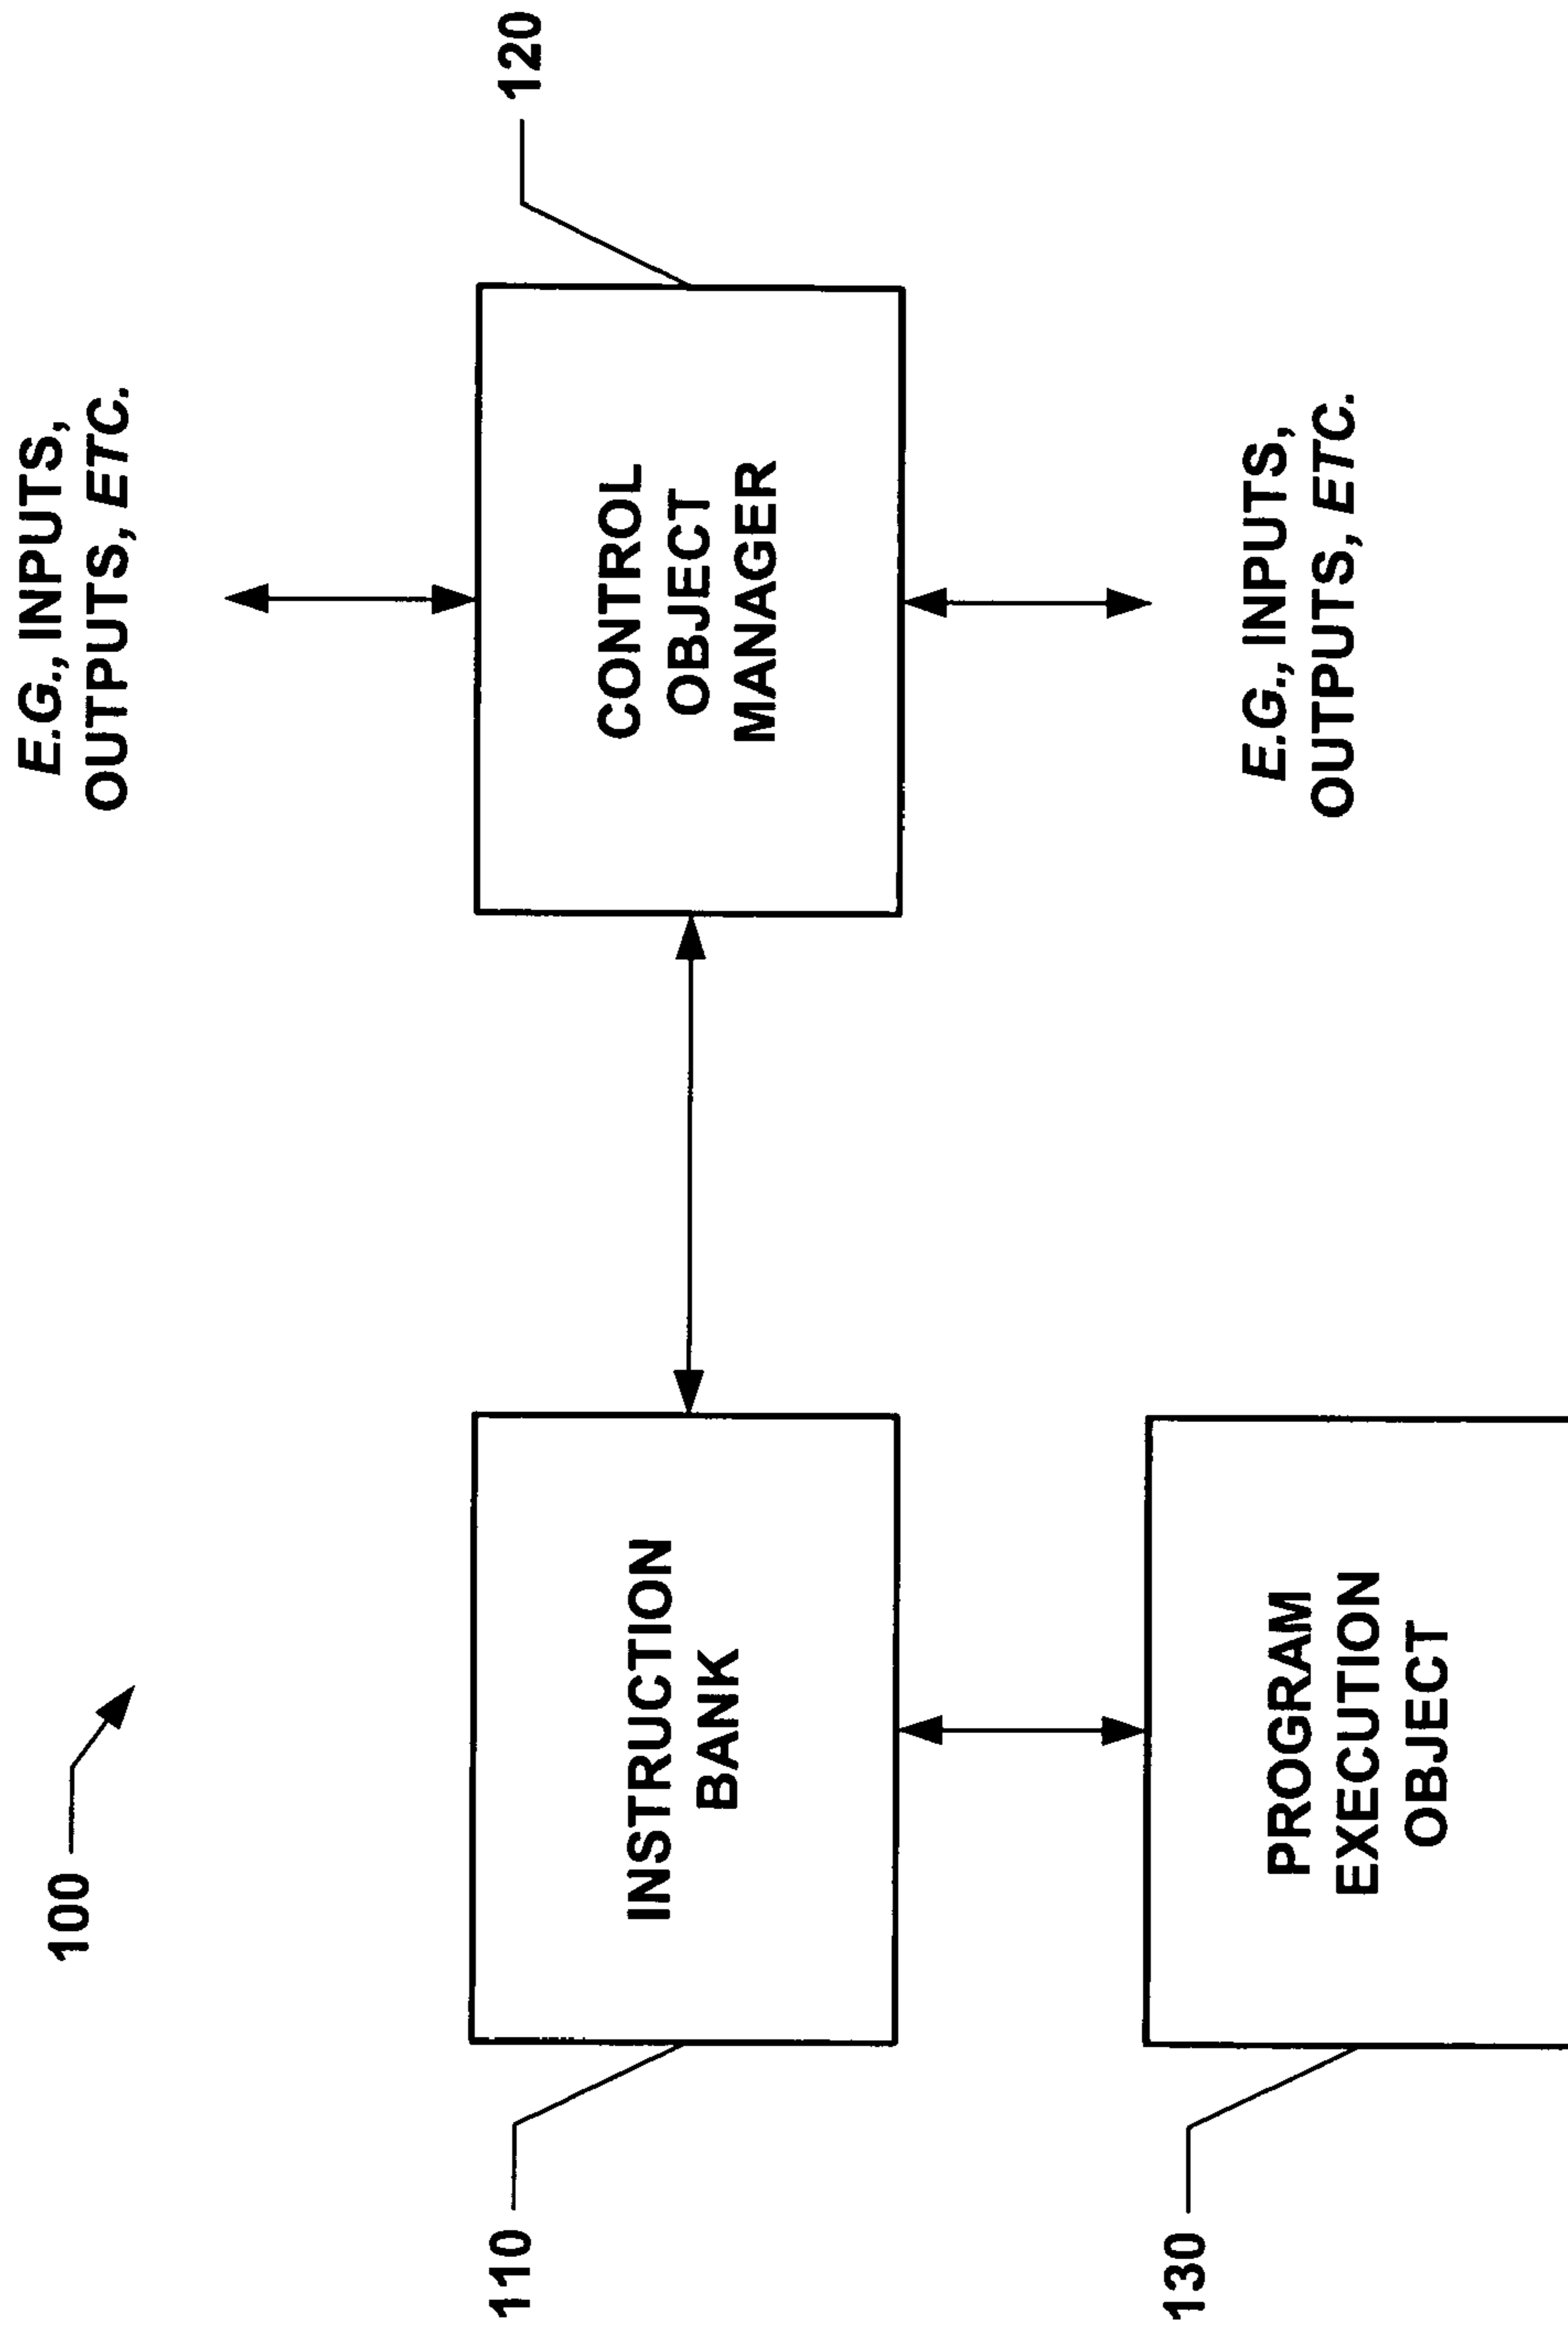 100
E.G., INPUTS,
OUTPUTS, ETC.
110
INSTRUCTION
BANK
CONTROL
OBJECT
MANAGER
120
130
PROGRAM
EXECUTION
OBJECT
E.G., INPUTS,
OUTPUTS, ETC.